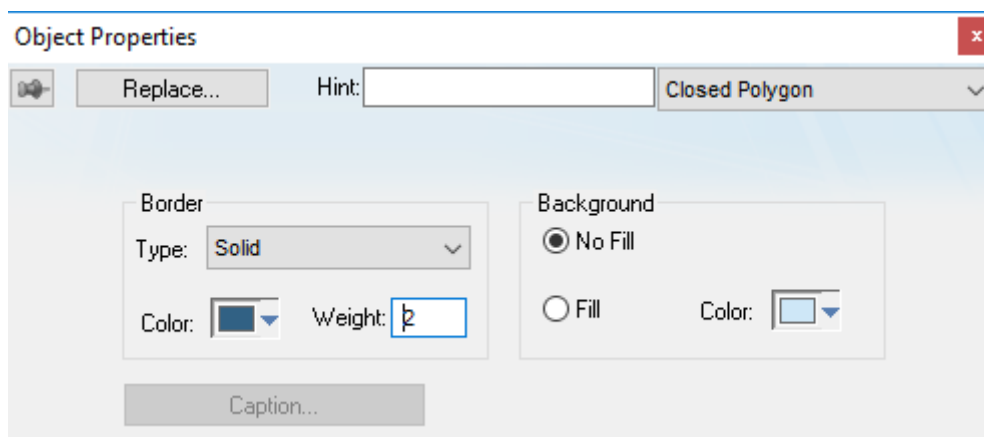 Object Properties
x
Replace... Hint: Closed Polygon
Border Background
Type: Solid No Fill
Color: Weight: 2 Fill Color:
Caption...